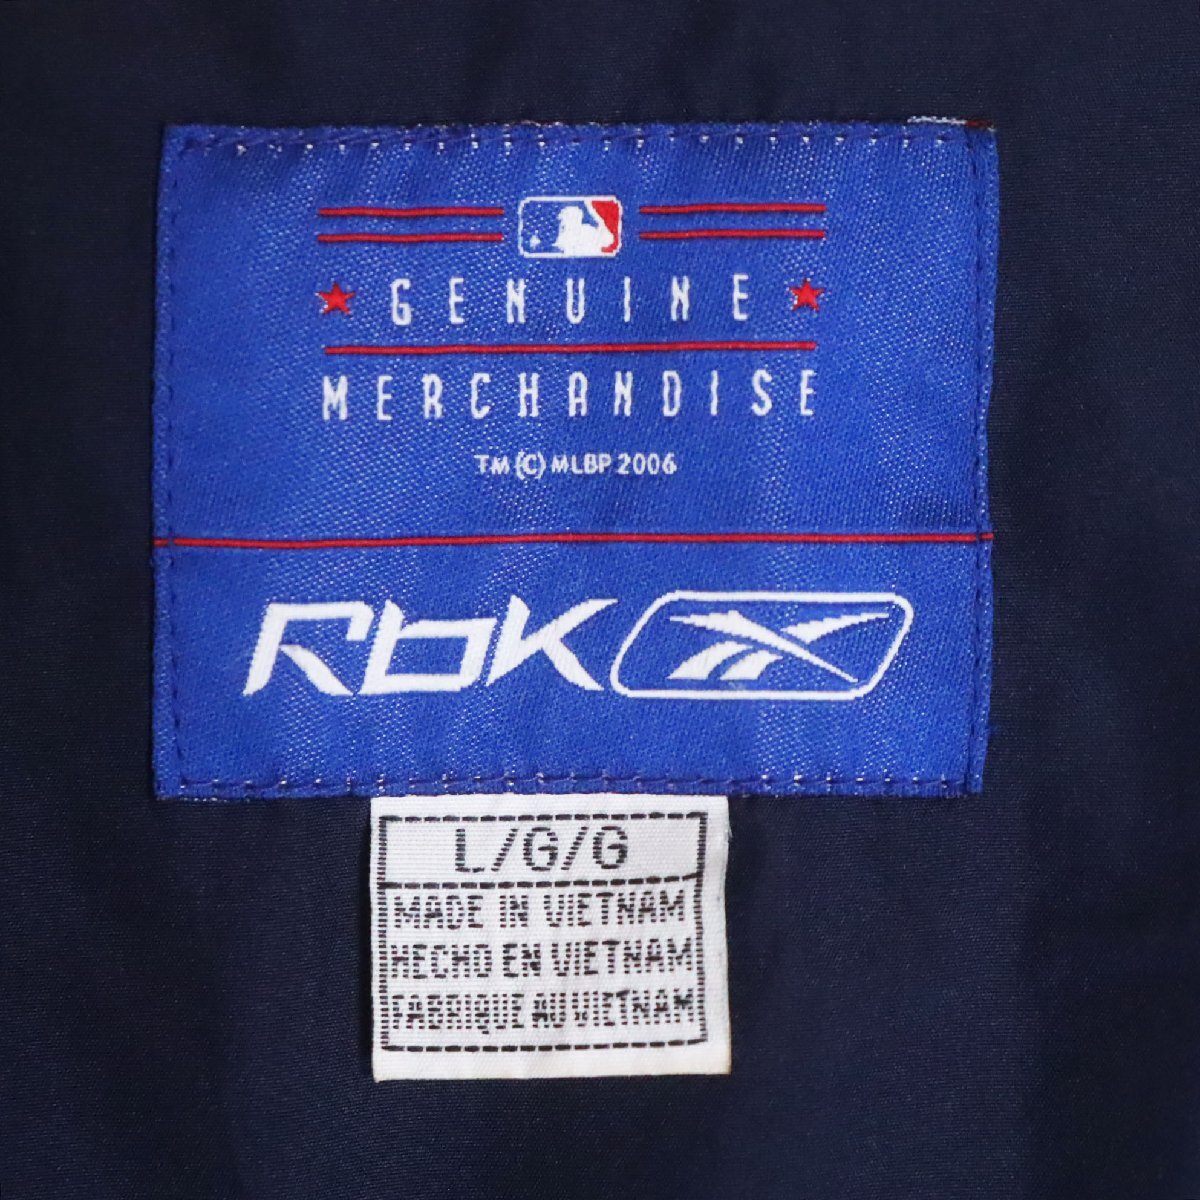 GENUINE
MERCHANDISE
TM (C) MLBP 2006
RbK
L/G/G
MADE IN VIETNAM
HECHO EN VIETNAM
FABRIQUE AU VIETNAM